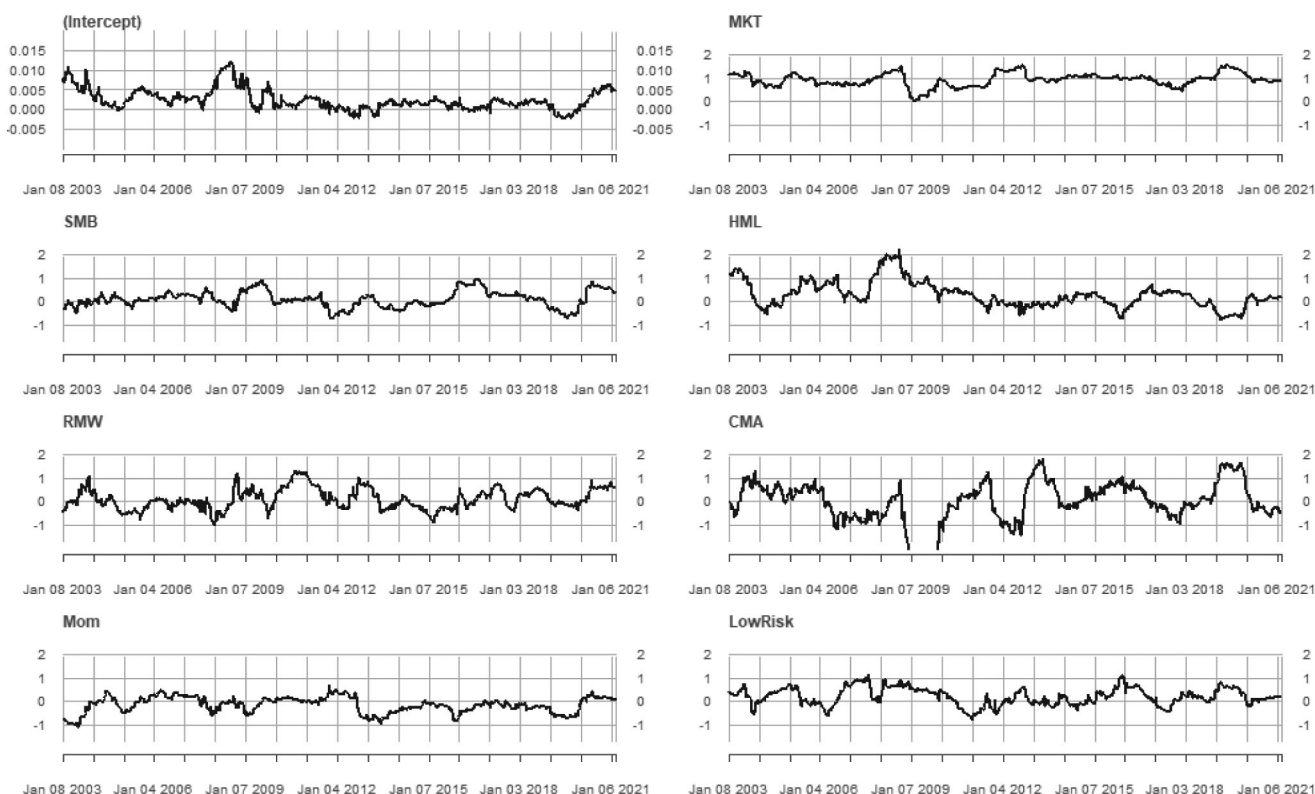 (Intercept) MKT
0.015 0.015 2 2
0.010 0.010 1 1
0.005 0.005 0 0
0.000 0.000 -1 -1
-0.005 -0.005
Jan 08 2003 Jan 04 2006 Jan 07 2009 Jan 04 2012 Jan 07 2015 Jan 03 2018 Jan 06 2021 Jan 08 2003 Jan 04 2006 Jan 07 2009 Jan 04 2012 Jan 07 2015 Jan 03 2018 Jan 06 2021
SMB HML
2 2 2 2
1 1 1 1
0 0 0 0
-1 -1 -1 -1
Jan 08 2003 Jan 04 2006 Jan 07 2009 Jan 04 2012 Jan 07 2015 Jan 03 2018 Jan 06 2021 Jan 08 2003 Jan 04 2006 Jan 07 2009 Jan 04 2012 Jan 07 2015 Jan 03 2018 Jan 06 2021
RMW CMA
2 2 2 2
1 1 1 1
0 0 0 0
-1 -1 -1 -1
Jan 08 2003 Jan 04 2006 Jan 07 2009 Jan 04 2012 Jan 07 2015 Jan 03 2018 Jan 06 2021 Jan 08 2003 Jan 04 2006 Jan 07 2009 Jan 04 2012 Jan 07 2015 Jan 03 2018 Jan 06 2021
Mom LowRisk
2 2 2 2
1 1 1 1
0 0 0 0
-1 -1 -1 -1
Jan 08 2003 Jan 04 2006 Jan 07 2009 Jan 04 2012 Jan 07 2015 Jan 03 2018 Jan 06 2021 Jan 08 2003 Jan 04 2006 Jan 07 2009 Jan 04 2012 Jan 07 2015 Jan 03 2018 Jan 06 2021